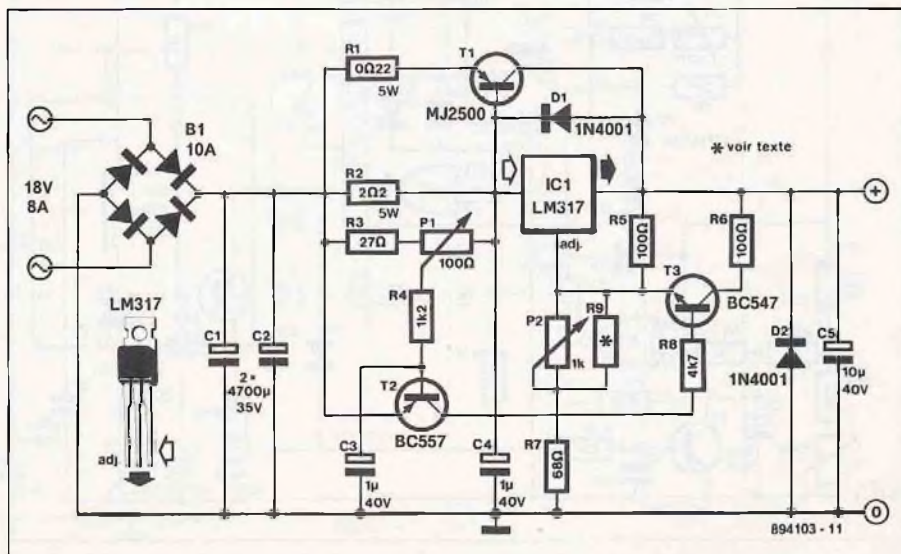 R1
0Ω22
5W
T1
MJ2500
D1
1N4001
* voir texte
B1
10A
18V
8A
R2
2Ω2
5W
IC1
LM317
adj.
+
R3
27Ω
P1
100Ω
R5
100Ω
R6
100Ω
T3
BC547
LM317
adj.
R4
1k2
P2
1k
R9
*
R8
4k7
C1
C2
2×
4700μ
35V
T2
BC557
D2
1N4001
C5
10μ
40V
C3
1μ
40V
C4
1μ
40V
R7
68Ω
0
894103 - 11